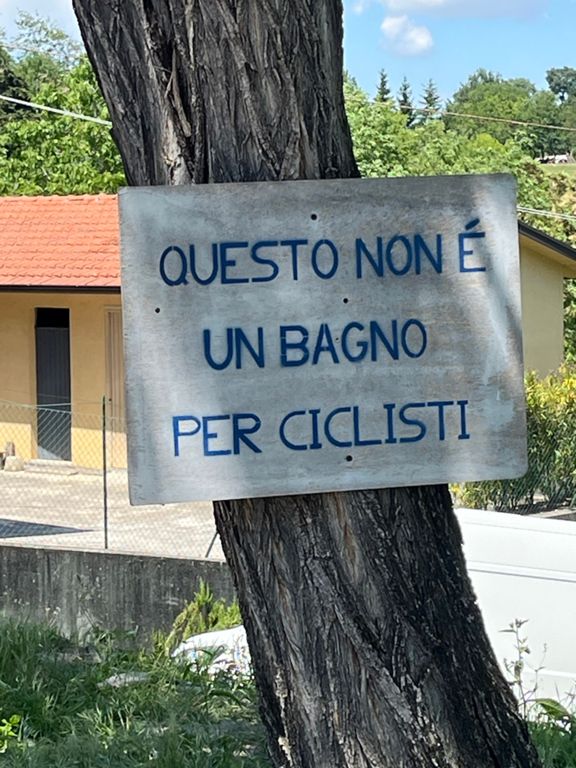 QUESTO NON É
UN BAGNO
PER CICLISTI